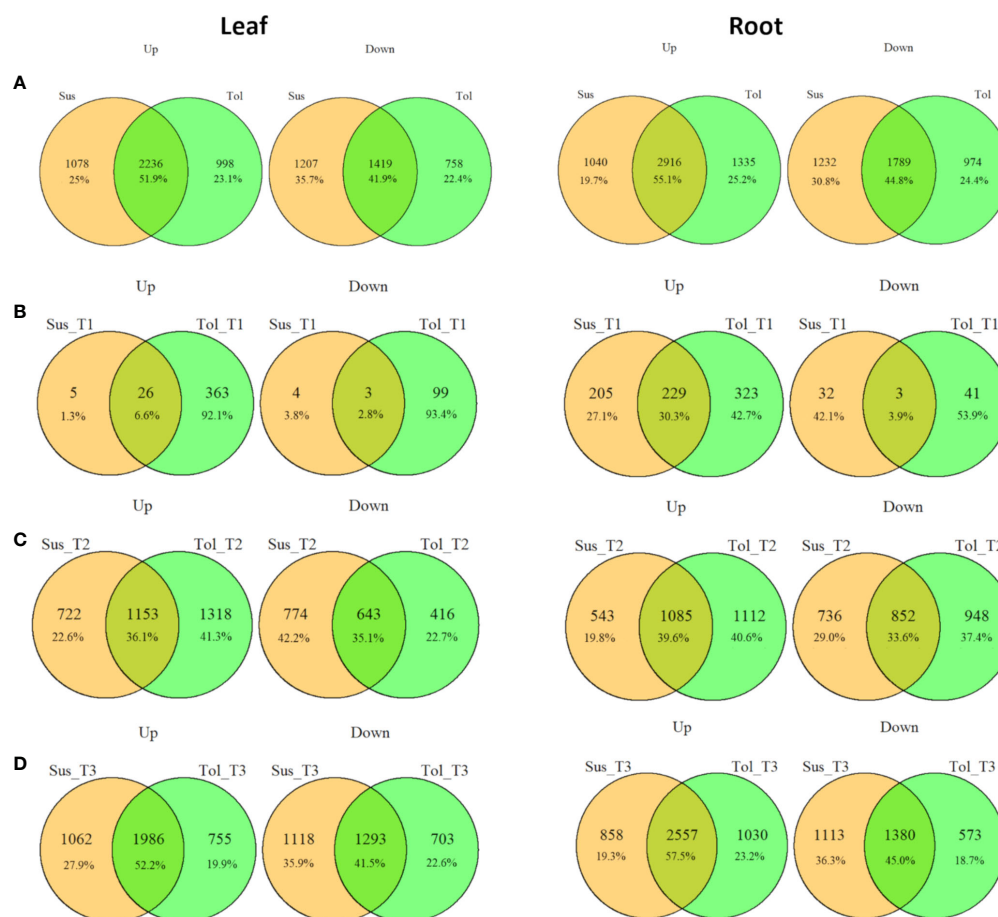 Leaf Root
Up Down Up Down
A
Sus Tol Sus Tol Sus Tol Sus Tol
1078 2236 998 1207 1419 758 1040 2916 1335 1232 1789 974
25% 51.9% 23.1% 35.7% 41.9% 22.4% 19.7% 55.1% 25.2% 30.8% 44.8% 24.4%
Up Down Up Down
B
Sus_T1 Tol_T1 Sus_T1 Tol_T1 Sus_T1 Tol_T1 Sus_T1 Tol_T1
5 26 363 4 3 99 205 229 323 32 3 41
1.3% 6.6% 92.1% 3.8% 2.8% 93.4% 27.1% 30.3% 42.7% 42.1% 3.9% 53.9%
Up Down Up Down
C
Sus_T2 Tol_T2 Sus_T2 Tol_T2 Sus_T2 Tol_T2 Sus_T2 Tol_T2
722 1153 1318 774 643 416 543 1085 1112 736 852 948
22.6% 36.1% 41.3% 42.2% 35.1% 22.7% 19.8% 39.6% 40.6% 29.0% 33.6% 37.4%
Up Down Up Down
D
Sus_T3 Tol_T3 Sus_T3 Tol_T3 Sus_T3 Tol_T3 Sus_T3 Tol_T3
1062 1986 755 1118 1293 703 858 2557 1030 1113 1380 573
27.9% 52.2% 19.9% 35.9% 41.5% 22.6% 19.3% 57.5% 23.2% 36.3% 45.0% 18.7%